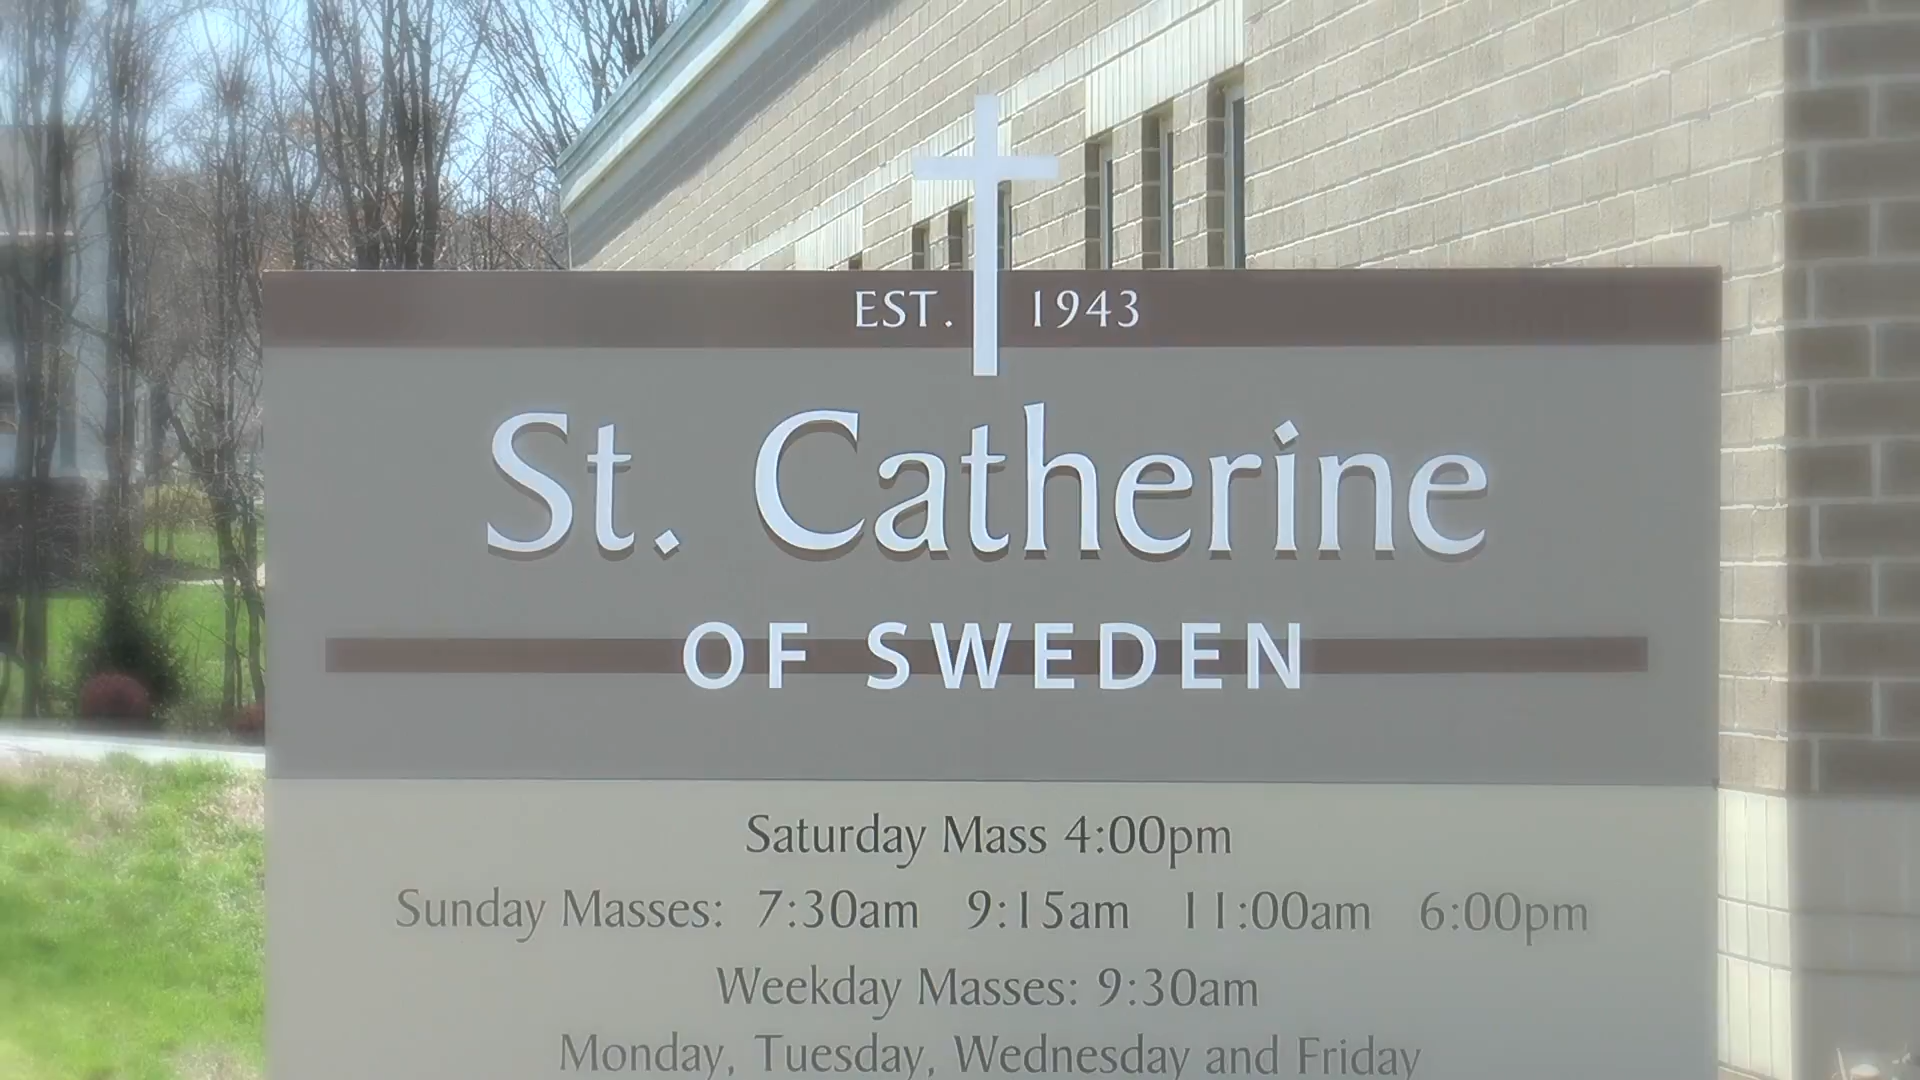 EST. 1943
St. Catherine
OF SWEDEN
Saturday Mass 4:00pm
Sunday Masses: 7:30am 9:15am 11:00am 6:00pm
Weekday Masses: 9:30am
Monday, Tuesday, Wednesday and Friday